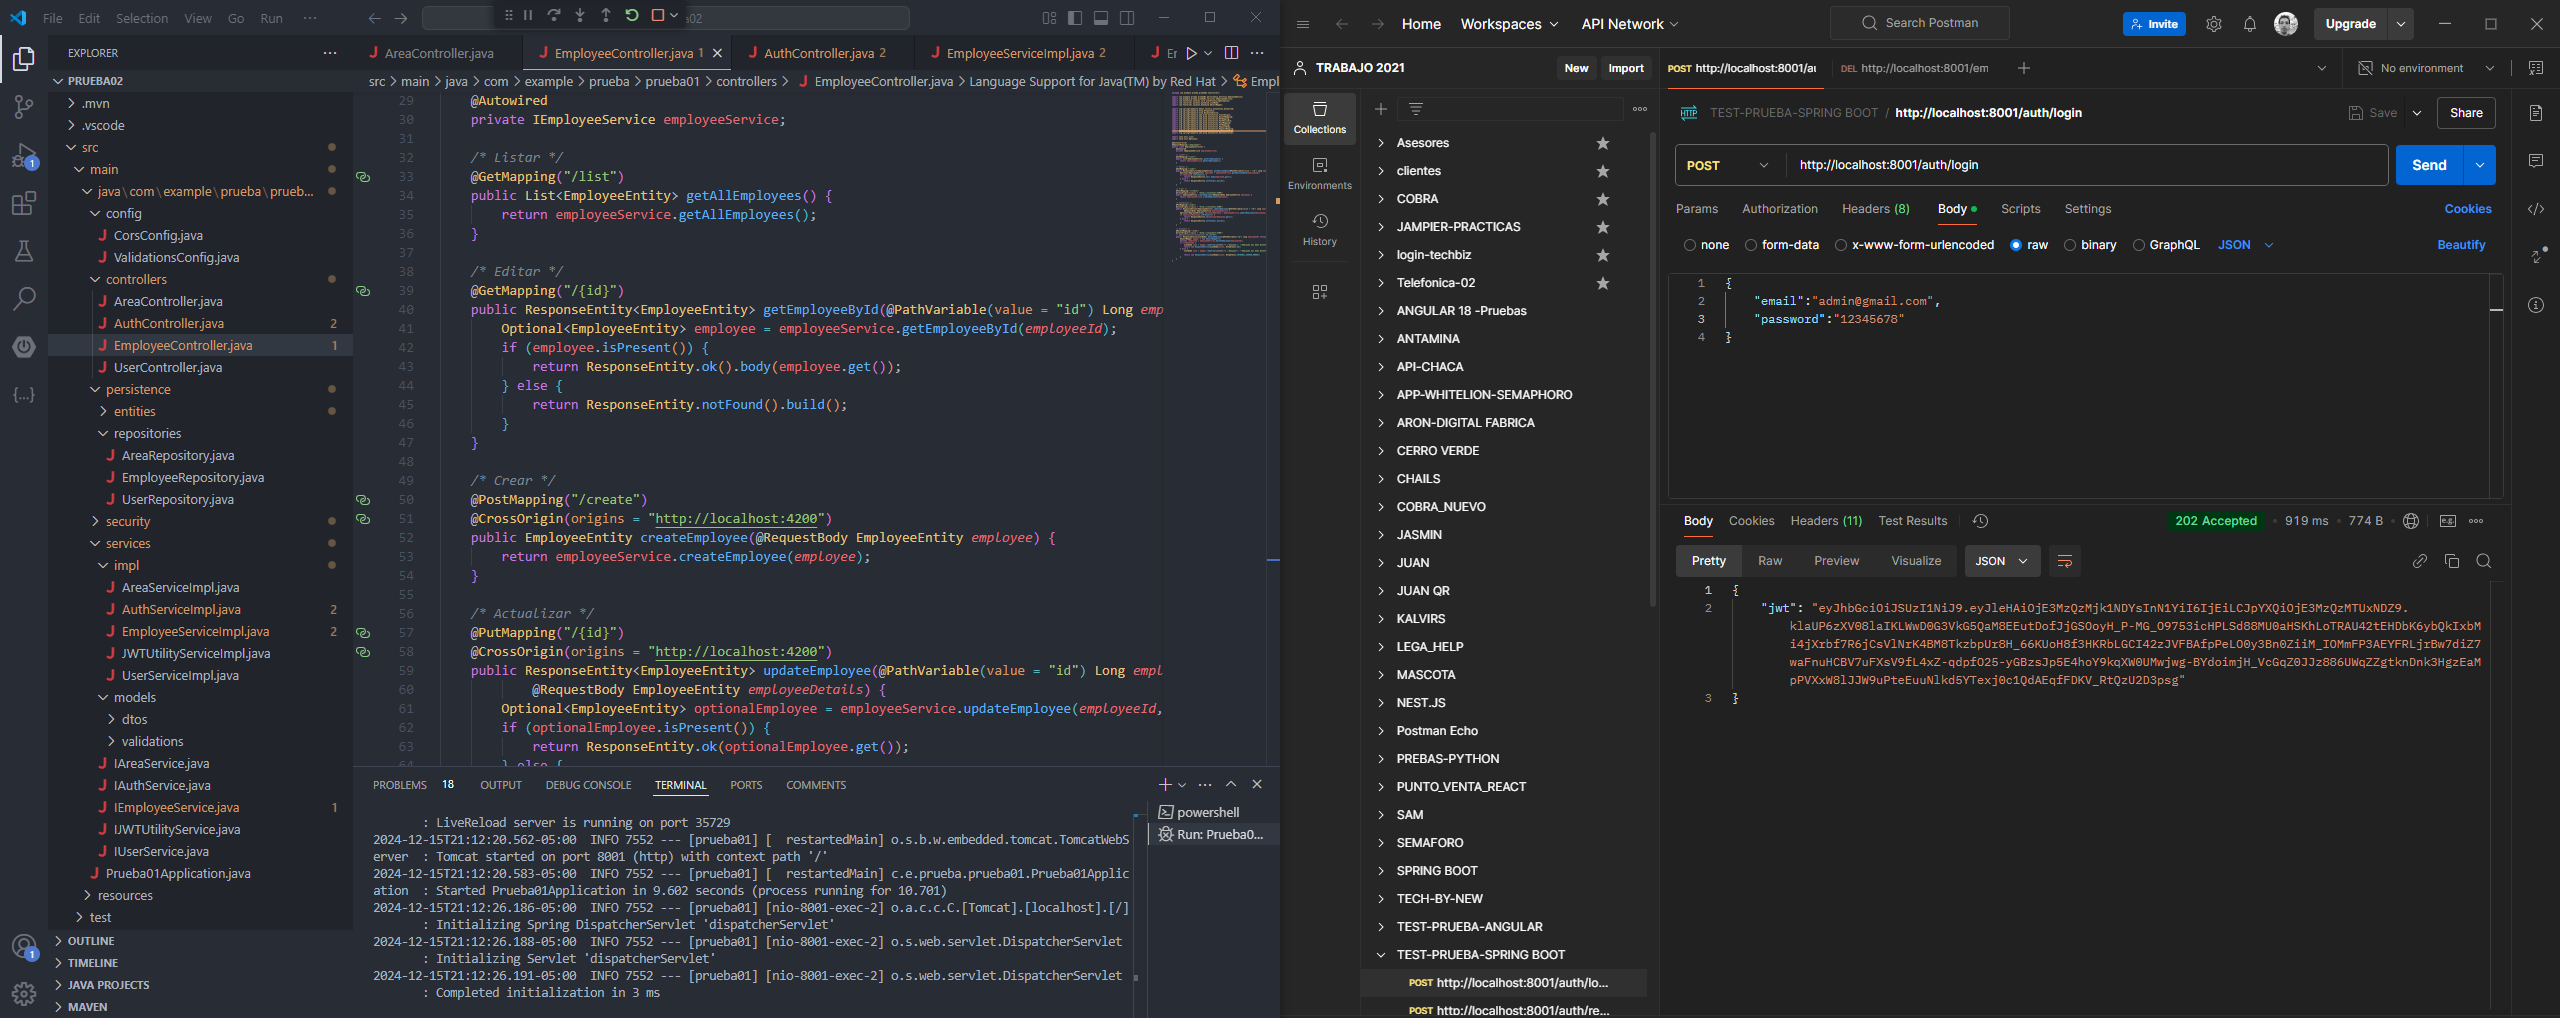 File Edit Selection View Go Run ···
EXPLORER
PRUEBA02
.mvn
.vscode
src
main
java\com\example\prueba\prueb...
config
CorsConfig.java
ValidationsConfig.java
controllers
AreaController.java
AuthController.java 2
EmployeeController.java 1
UserController.java
persistence
entities
repositories
AreaRepository.java
EmployeeRepository.java
UserRepository.java
security
services
impl
AreaServiceImpl.java
AuthServiceImpl.java 2
EmployeeServiceImpl.java 2
JWTUtilityServiceImpl.java
UserServiceImpl.java
models
dtos
validations
IAreaService.java
IAuthService.java
IEmployeeService.java 1
IJWTUtilityService.java
IUserService.java
Prueba01Application.java
resources
test
OUTLINE
TIMELINE
JAVA PROJECTS
MAVEN
AreaController.java EmployeeController.java 1 AuthController.java 2 EmployeeServiceImpl.java 2
src > main > java > com > example > prueba > prueba01 > controllers > EmployeeController.java > Language Support for Java(TM) by Red Hat > Empl
29 @Autowired
30 private IEmployeeService employeeService;
31
32 /* Listar */
33 @GetMapping("/list")
34 public List<EmployeeEntity> getAllEmployees() {
35 return employeeService.getAllEmployees();
36 }
37
38 /* Editar */
39 @GetMapping("/{id}")
40 public ResponseEntity<EmployeeEntity> getEmployeeById(@PathVariable(value = "id") Long emp
41 Optional<EmployeeEntity> employee = employeeService.getEmployeeById(employeeId);
42 if (employee.isPresent()) {
43 return ResponseEntity.ok().body(employee.get());
44 } else {
45 return ResponseEntity.notFound().build();
46 }
47 }
48
49 /* Crear */
50 @PostMapping("/create")
51 @CrossOrigin(origins = "http://localhost:4200")
52 public EmployeeEntity createEmployee(@RequestBody EmployeeEntity employee) {
53 return employeeService.createEmployee(employee);
54 }
55
56 /* Actualizar */
57 @PutMapping("/{id}")
58 @CrossOrigin(origins = "http://localhost:4200")
59 public ResponseEntity<EmployeeEntity> updateEmployee(@PathVariable(value = "id") Long empl
60 @RequestBody EmployeeEntity employeeDetails) {
61 Optional<EmployeeEntity> optionalEmployee = employeeService.updateEmployee(employeeId,
62 if (optionalEmployee.isPresent()) {
63 return ResponseEntity.ok(optionalEmployee.get());
64 } else {
PROBLEMS 18 OUTPUT DEBUG CONSOLE TERMINAL PORTS COMMENTS
: LiveReload server is running on port 35729
2024-12-15T21:12:20.562-05:00 INFO 7552 --- [prueba01] [ restartedMain] o.s.b.w.embedded.tomcat.TomcatWebS
erver : Tomcat started on port 8001 (http) with context path '/'
2024-12-15T21:12:20.583-05:00 INFO 7552 --- [prueba01] [ restartedMain] c.e.prueba.prueba01.Prueba01Applic
ation : Started Prueba01Application in 9.602 seconds (process running for 10.701)
2024-12-15T21:12:26.186-05:00 INFO 7552 --- [prueba01] [nio-8001-exec-2] o.a.c.c.C.[Tomcat].[localhost].[/]
: Initializing Spring DispatcherServlet 'dispatcherServlet'
2024-12-15T21:12:26.188-05:00 INFO 7552 --- [prueba01] [nio-8001-exec-2] o.s.web.servlet.DispatcherServlet
: Initializing Servlet 'dispatcherServlet'
2024-12-15T21:12:26.191-05:00 INFO 7552 --- [prueba01] [nio-8001-exec-2] o.s.web.servlet.DispatcherServlet
: Completed initialization in 3 ms
powershell
Run: Prueba0...
Home Workspaces API Network
Search Postman
Invite
Upgrade
TRABAJO 2021
New Import
Collections
Environments
History
Asesores
clientes
COBRA
JAMPIER-PRACTICAS
login-techbiz
Telefonica-02
ANGULAR 18 -Pruebas
ANTAMINA
API-CHACA
APP-WHITELION-SEMAPHORO
ARON-DIGITAL FABRICA
CERRO VERDE
CHAILS
COBRA_NUEVO
JASMIN
JUAN
JUAN QR
KALVIRS
LEGA_HELP
MASCOTA
NEST.JS
Postman Echo
PREBAS-PYTHON
PUNTO_VENTA_REACT
SAM
SEMAFORO
SPRING BOOT
TECH-BY-NEW
TEST-PRUEBA-ANGULAR
TEST-PRUEBA-SPRING BOOT
POST http://localhost:8001/auth/lo...
POST http://localhost:8001/auth/re...
POST http://localhost:8001/au DEL http://localhost:8001/em
No environment
TEST-PRUEBA-SPRING BOOT / http://localhost:8001/auth/login
Save Share
POST http://localhost:8001/auth/login Send
Params Authorization Headers (8) Body Scripts Settings Cookies
none form-data x-www-form-urlencoded raw binary GraphQL JSON Beautify
1 {
2 "email":"admin@gmail.com",
3 "password":"12345678"
4 }
Body Cookies Headers (11) Test Results 202 Accepted 919 ms 774 B
Pretty Raw Preview Visualize JSON
1 {
2 "jwt": "eyJhbGciOiJSUzI1NiJ9.eyJleHAiOjE3MzQzMjk1NDYsInN1YiI6IjEiLCJpYXQiOjE3MzQzMTUxNDZ9.
klaUP6zXV08laIKLWwD0G3VkG5QaM8EEutDofJjGSOoyH_P-MG_O9753icHPLSd88MU0aHSKhLoTRAU42tEHDbK6ybQkIxbM
i4jXrbf7R6jCsVlNrK4BM8TkzbpUr8H_66KUoH8f3HKRbLGCI42zJVFBAfpPeLO0y3Bn0ZiiM_IOMmFP3AEYFRLjrBw7diZ7
waFnuHCBV7uFXsV9fL4xZ-qdpfO25-yGBzsJp5E4hoY9kqXW0UMwjwg-BYdoimjH_VcGqZ0JJz886UWqZZgtknDnk3HgzEaM
pPVXxW8lJJW9uPteEuuNlkd5YTexj0c1QdAEqfFDKV_RtQzU2D3psg"
3 }